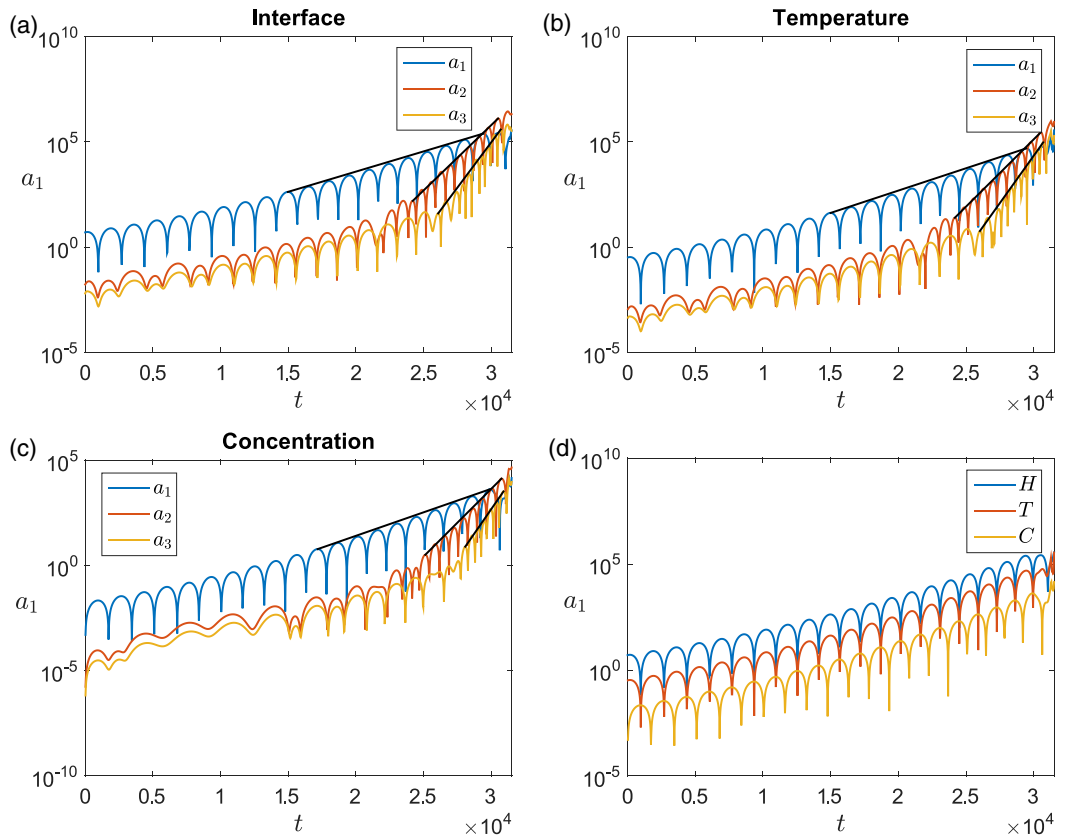 (a)
Interface
10^10
10^5
10^0
10^-5
a_1
a_1
a_2
a_3
0 0.5 1 1.5 2 2.5 3
t
×10^4
(b)
Temperature
10^10
10^5
10^0
10^-5
a_1
a_1
a_2
a_3
0 0.5 1 1.5 2 2.5 3
t
×10^4
(c)
Concentration
10^5
10^0
10^-5
10^-10
a_1
a_1
a_2
a_3
0 0.5 1 1.5 2 2.5 3
t
×10^4
(d)
10^10
10^5
10^0
10^-5
a_1
H
T
C
0 0.5 1 1.5 2 2.5 3
t
×10^4